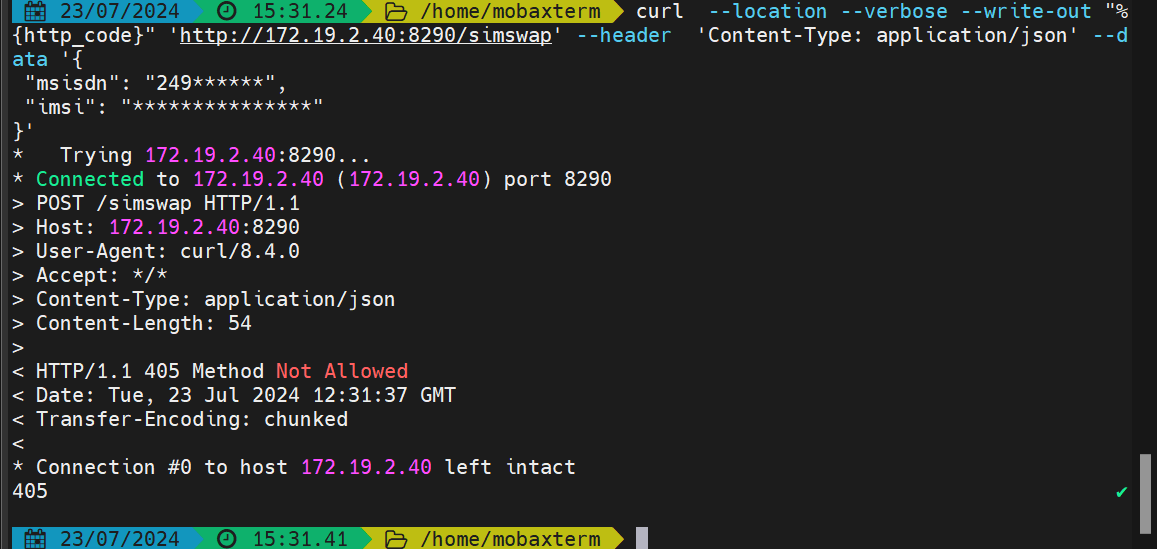 23/07/2024 15:31.24 /home/mobaxterm curl --location --verbose --write-out "%
{http_code}" 'http://172.19.2.40:8290/simswap' --header 'Content-Type: application/json' --d
ata '{
"msisdn": "249******",
"imsi": "***************"
}'
* Trying 172.19.2.40:8290...
* Connected to 172.19.2.40 (172.19.2.40) port 8290
> POST /simswap HTTP/1.1
> Host: 172.19.2.40:8290
> User-Agent: curl/8.4.0
> Accept: */*
> Content-Type: application/json
> Content-Length: 54
>
< HTTP/1.1 405 Method Not Allowed
< Date: Tue, 23 Jul 2024 12:31:37 GMT
< Transfer-Encoding: chunked
<
* Connection #0 to host 172.19.2.40 left intact
405 ✔
23/07/2024 15:31.41 /home/mobaxterm